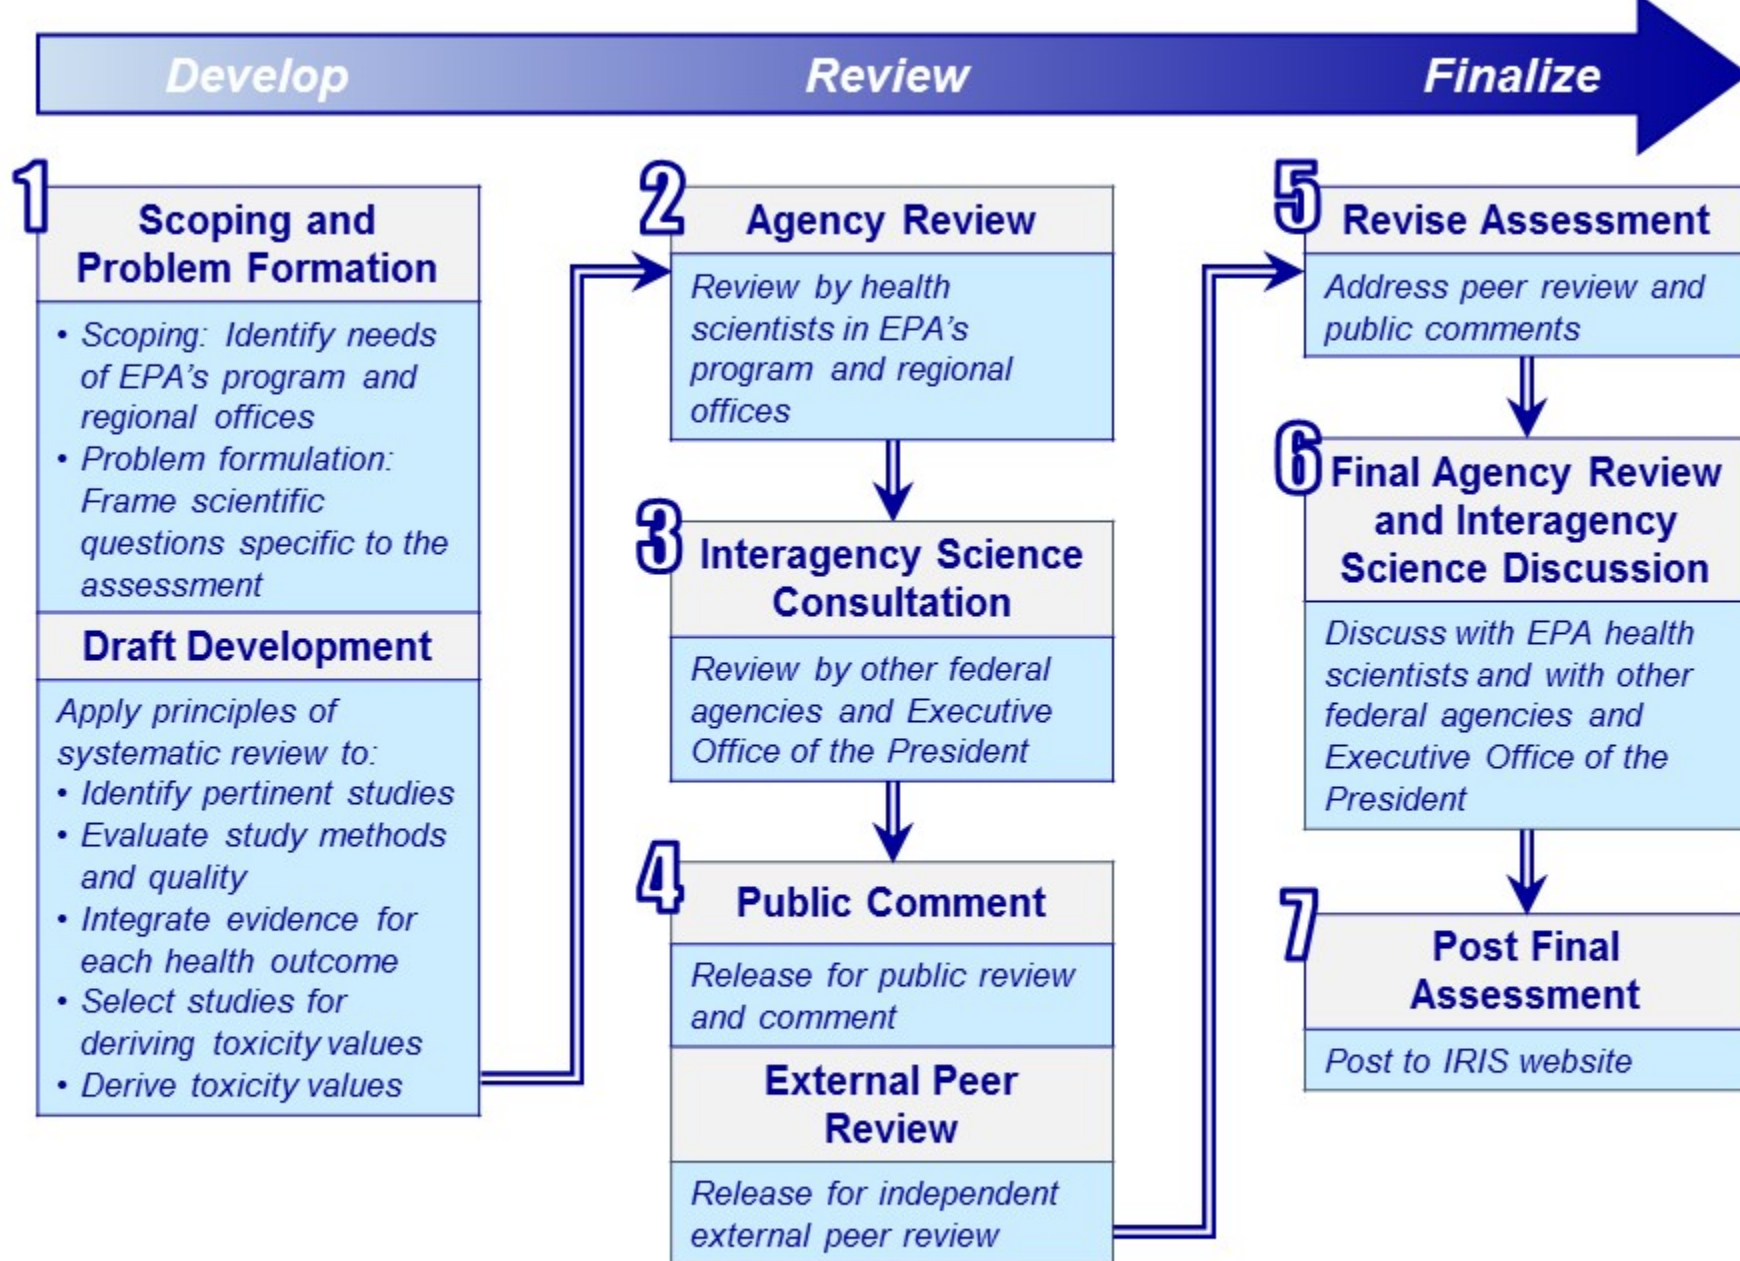 Develop
Review
Finalize
1
Scoping and
Problem Formation
• Scoping: Identify needs
of EPA's program and
regional offices
• Problem formulation:
Frame scientific
questions specific to the
assessment
Draft Development
Apply principles of
systematic review to:
• Identify pertinent studies
• Evaluate study methods
and quality
• Integrate evidence for
each health outcome
• Select studies for
deriving toxicity values
• Derive toxicity values
2
Agency Review
Review by health
scientists in EPA's
program and regional
offices
3
Interagency Science
Consultation
Review by other federal
agencies and Executive
Office of the President
4
Public Comment
Release for public review
and comment
External Peer
Review
Release for independent
external peer review
5
Revise Assessment
Address peer review and
public comments
6
Final Agency Review
and Interagency
Science Discussion
Discuss with EPA health
scientists and with other
federal agencies and
Executive Office of the
President
7
Post Final
Assessment
Post to IRIS website